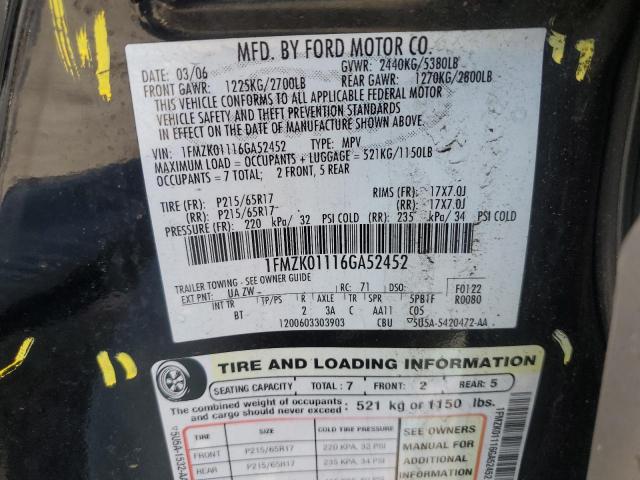 MFD. BY FORD MOTOR CO.
DATE: 03/06 GVWR: 2440KG/5380LB
FRONT GAWR: 1225KG/2700LB REAR GAWR: 1270KG/2800LB
THIS VEHICLE CONFORMS TO ALL APPLICABLE FEDERAL MOTOR
VEHICLE SAFETY AND THEFT PREVENTION STANDARDS
IN EFFECT ON THE DATE OF MANUFACTURE SHOWN ABOVE.
VIN: 1FMZK01116GA52452 TYPE: MPV
MAXIMUM LOAD = OCCUPANTS + LUGGAGE = 521KG/1150LB
OCCUPANTS = 7 TOTAL; 2 FRONT, 5 REAR
TIRE (FR): P215/65R17 RIMS (FR): 17X7.0J
(RR): P215/65R17 (RR): 17X7.0J
PRESSURE (FR): 220 kPa/ 32 PSI COLD (RR): 235 kPa/ 34 PSI COLD
1FMZK01116GA52452
TRAILER TOWING - SEE OWNER GUIDE
EXT PNT: UA ZW RC: 71 DSO: F0122
INT TR TP/PS R AXLE TR SPR 5PB1F R0080
BT 2 3A C AA11 C05
1200603303903 CBU ▽5U5A-5420472-AA
TIRE AND LOADING INFORMATION
SEATING CAPACITY TOTAL: 7 FRONT: 2 REAR: 5
The combined weight of occupants
and cargo should never exceed: 521 kg or 1150 lbs.
TIRE SIZE COLD TIRE PRESSURE SEE OWNERS
FRONT P215/65R17 220 KPA, 32 PSI MANUAL FOR
REAR P215/65R17 235 KPA, 34 PSI ADDITIONAL
INFORMATION
▽5U5A-1532-AA
1FMZK01116GA52452